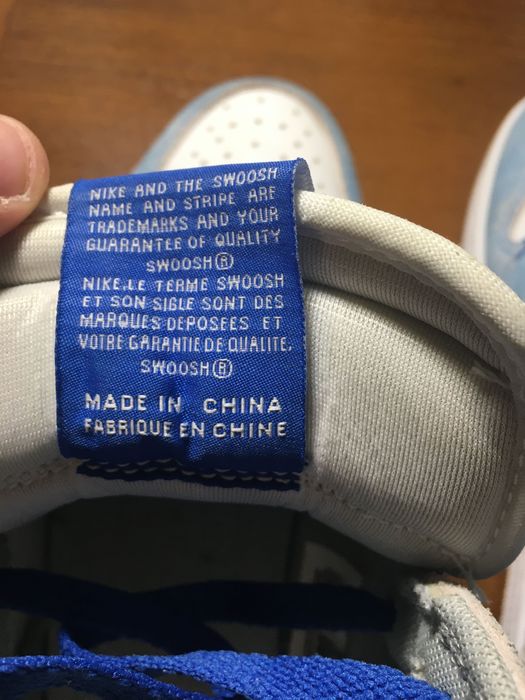 NIKE AND THE SWOOSH
NAME AND STRIPE ARE
TRADEMARKS AND YOUR
GUARANTEE OF QUALITY
SWOOSH®
NIKE,LE TERME SWOOSH
ET SON SIGLE SONT DES
MARQUES DEPOSEES ET
VOTRE GARANTIE DE QUALITE.
SWOOSH®
MADE IN CHINA
FABRIQUE EN CHINE